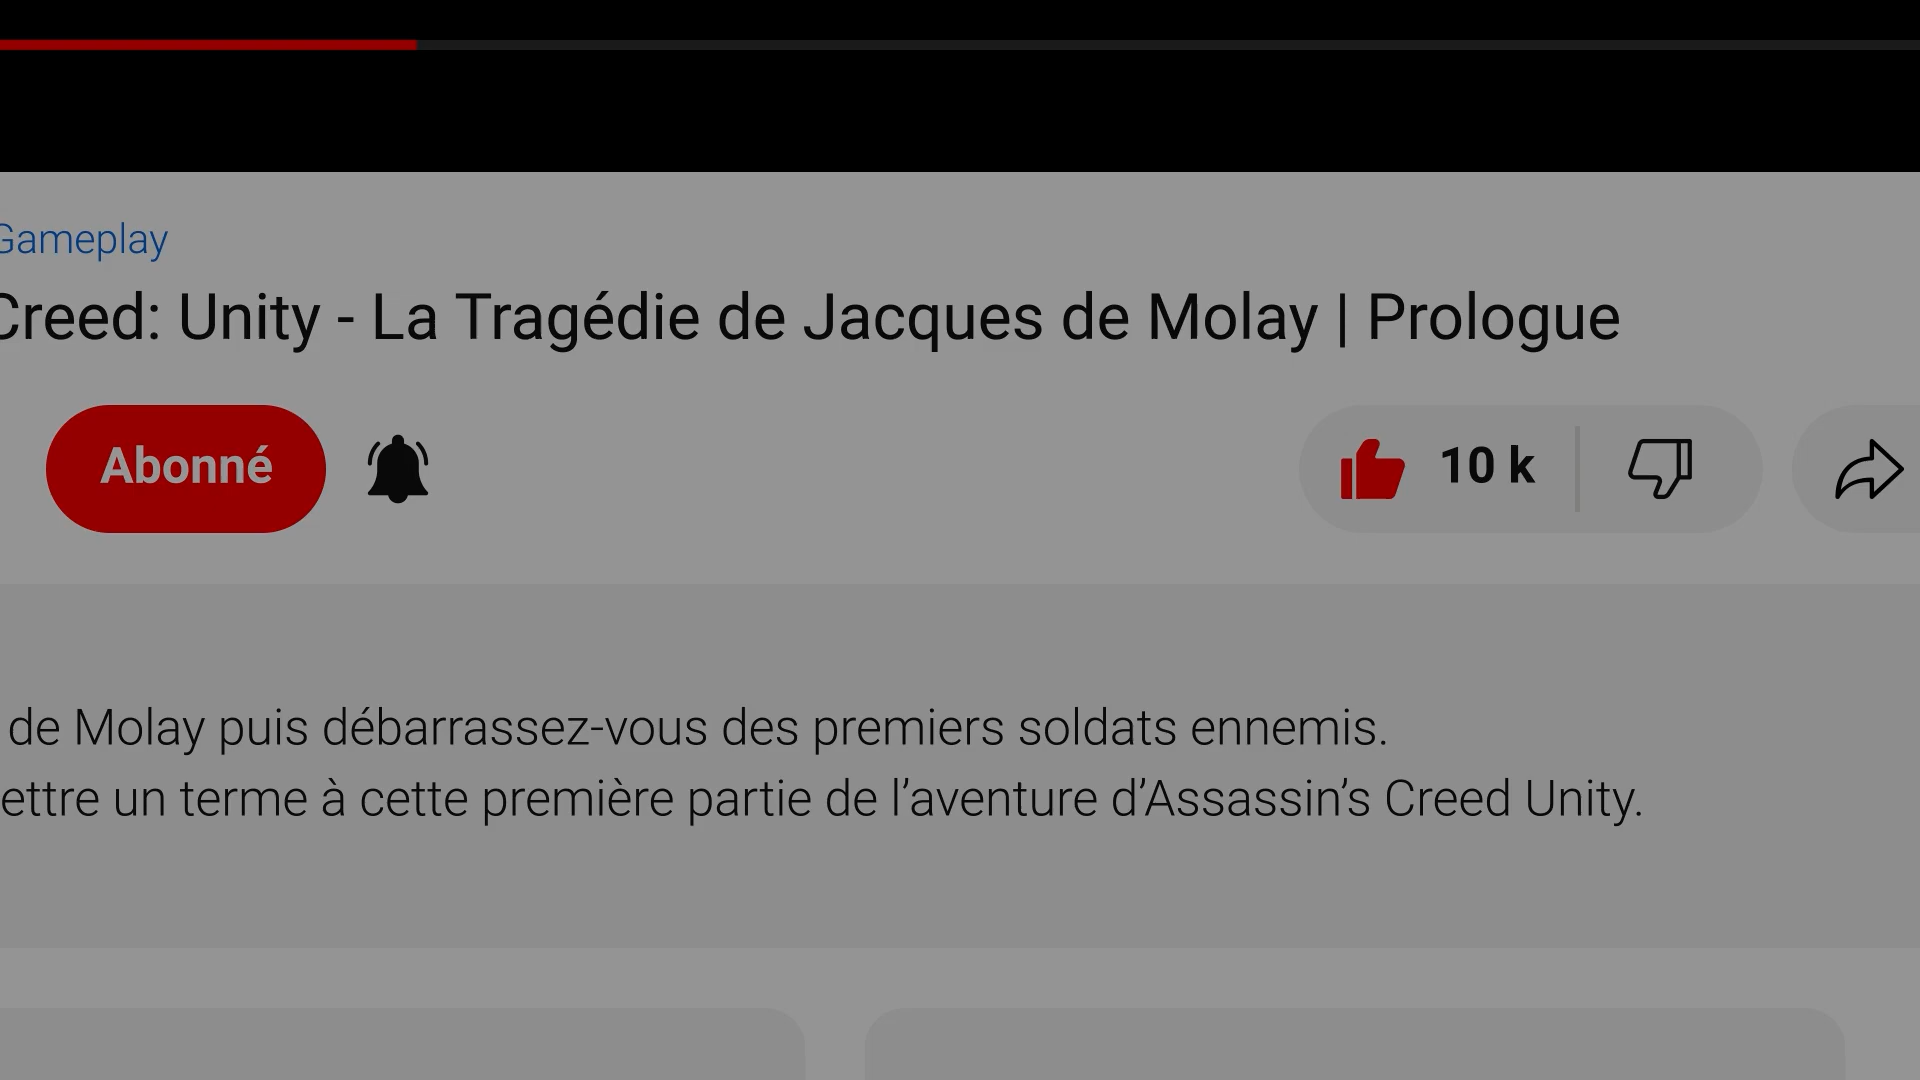 Gameplay
Creed: Unity - La Tragédie de Jacques de Molay | Prologue
Abonné
10 k
de Molay puis débarrassez-vous des premiers soldats ennemis.
ettre un terme à cette première partie de l’aventure d’Assassin’s Creed Unity.